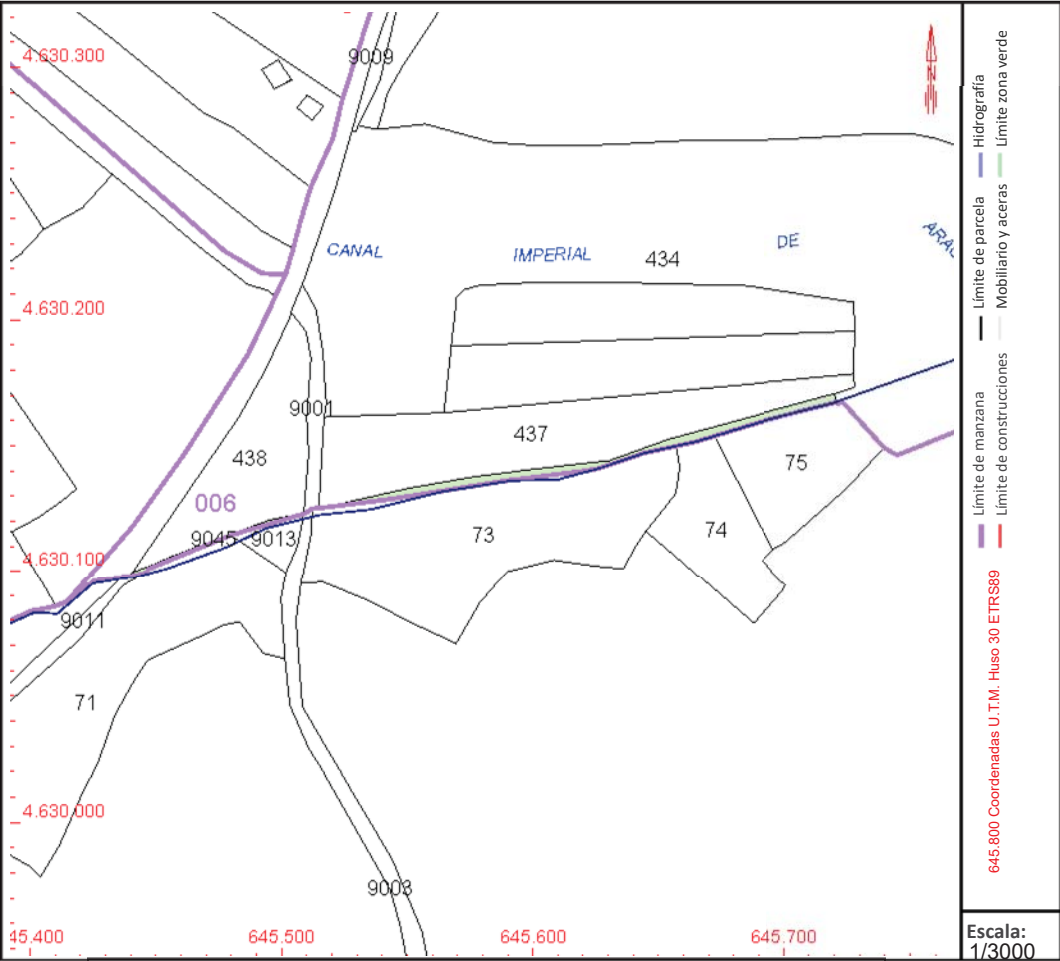 4.630.300
9009
CANAL IMPERIAL DE
434
4.630.200
9001
437
438
75
006
9045 9013
73
74
4.630.100
9011
71
4.630.000
9003
45.400 645.500 645.600 645.700
N
Límite de manzana Límite de parcela Hidrografía
Límite de construcciones Mobiliario y aceras Límite zona verde
645.800 Coordenadas U.T.M. Huso 30 ETRS89
Escala:
1/3000